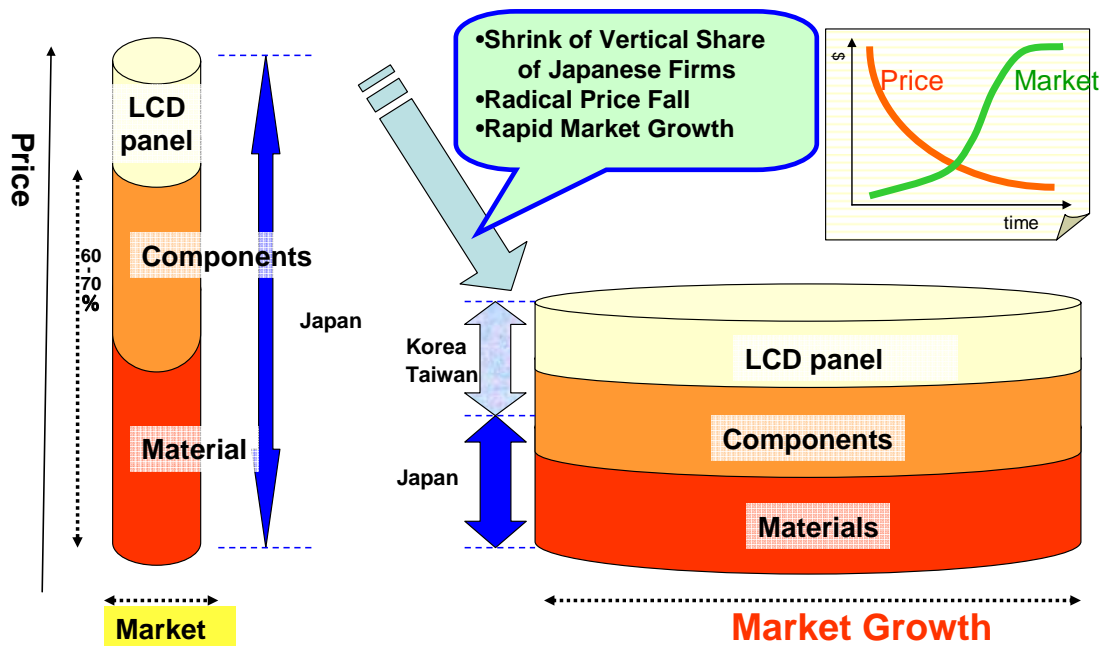 Price
LCD
panel
60
-
70
%
Components
Material
Japan
Market
•Shrink of Vertical Share
of Japanese Firms
•Radical Price Fall
•Rapid Market Growth
$
Price
Market
time
Korea
Taiwan
Japan
LCD panel
Components
Materials
Market Growth